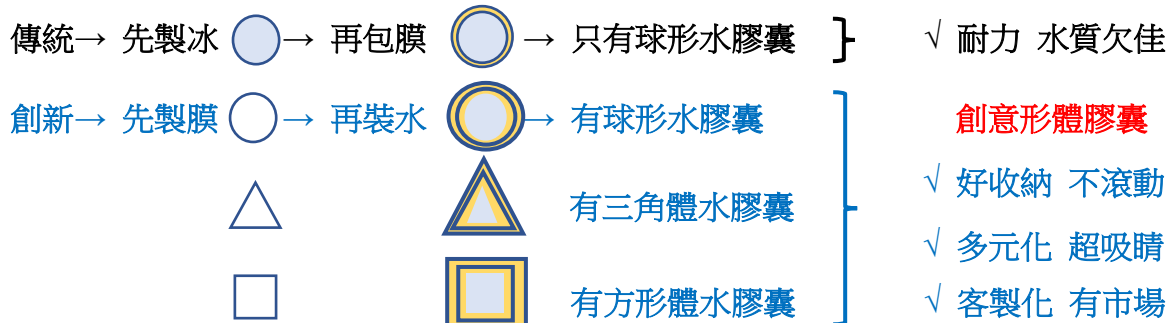 傳統→ 先製冰 → 再包膜 → 只有球形水膠囊 } √ 耐力 水質欠佳
創新→ 先製膜 → 再裝水 → 有球形水膠囊 創意形體膠囊
√ 好收納 不滾動
有三角體水膠囊
√ 多元化 超吸睛
有方形體水膠囊 √ 客製化 有市場